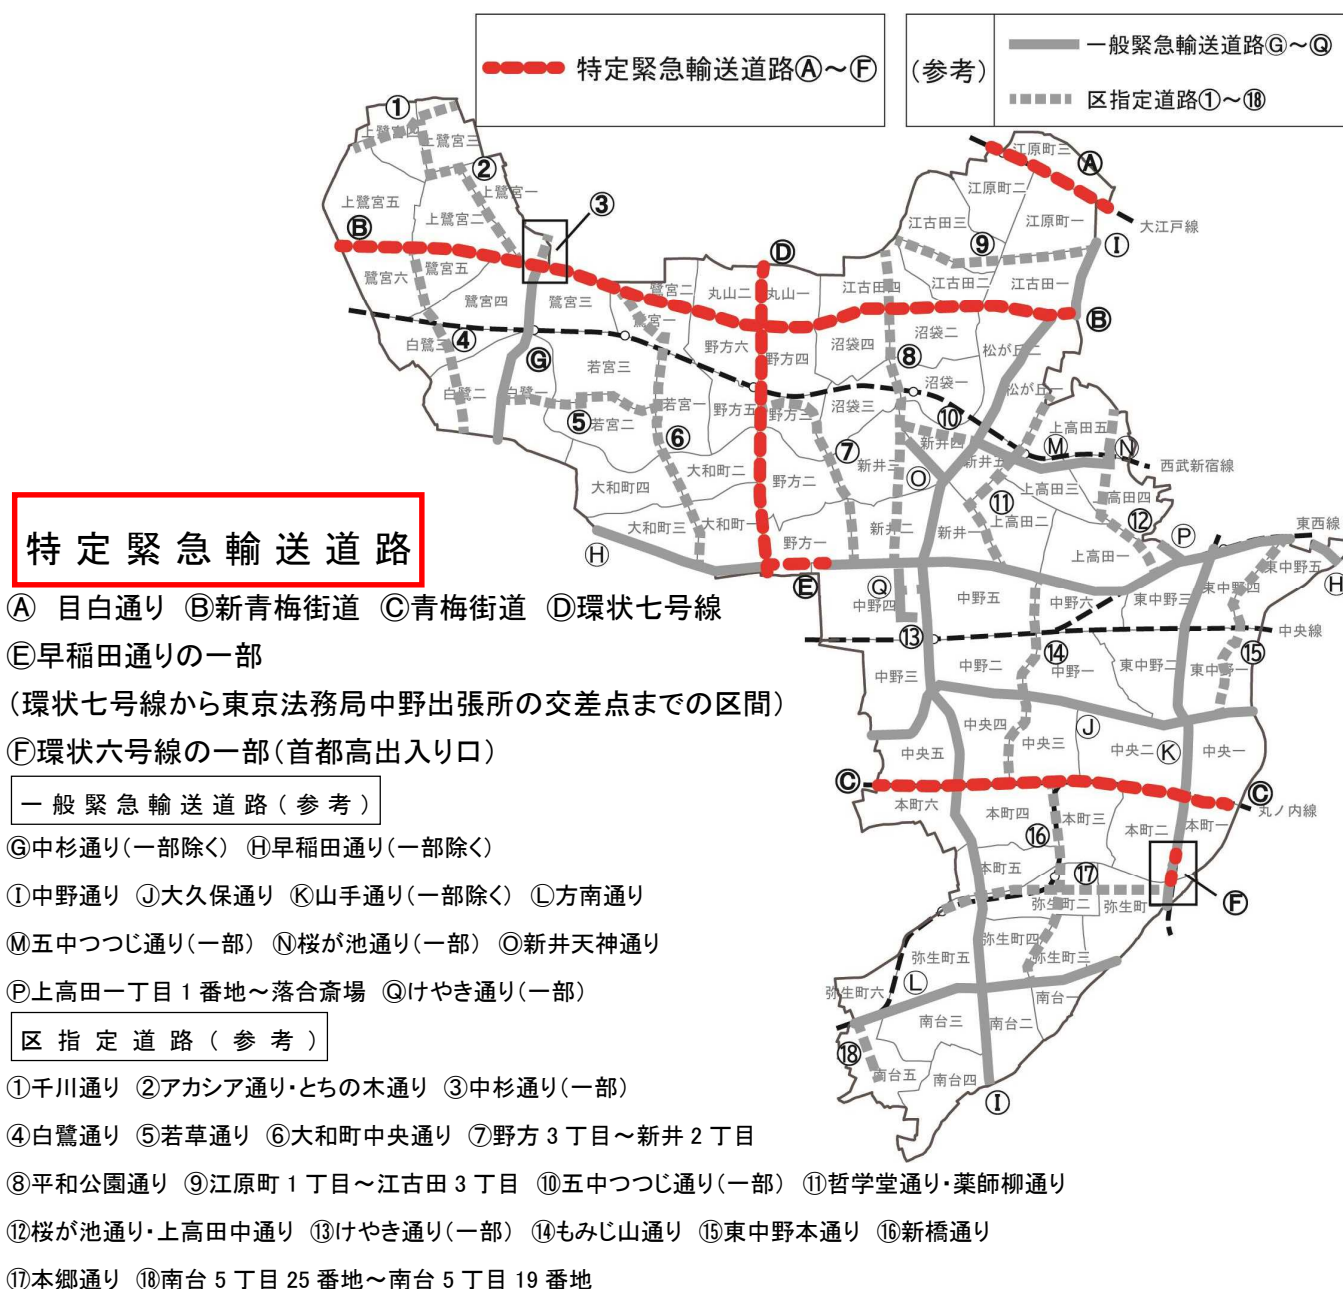 特定緊急輸送道路Ⓐ～Ⓕ
(参考)
一般緊急輸送道路Ⓖ～Ⓠ
区指定道路①～⑱
①
上鷺宮四
上鷺宮三
②
上鷺宮一
③
上鷺宮五
上鷺宮二
Ⓑ
鷺宮六
鷺宮五
鷺宮四
鷺宮三
鷺宮二
鷺宮一
Ⓓ
丸山二
丸山一
江古田四
江古田三
⑨
江古田二
江古田一
江原町三
Ⓐ
江原町二
江原町一
大江戸線
Ⓘ
Ⓑ
白鷺三
④
Ⓖ
白鷺二
白鷺一
若宮三
若宮一
⑤
若宮二
⑥
野方六
野方四
野方五
野方三
沼袋四
⑧
沼袋二
沼袋一
沼袋三
松が丘二
松が丘一
⑩
上高田五
Ⓜ
Ⓝ
西武新宿線
新井四
新井五
⑦
新井三
Ⓞ
大和町二
大和町四
野方二
大和町三
大和町一
Ⓗ
野方一
新井二
新井一
⑪
上高田三
上高田二
上高田四
⑫
上高田一
Ⓟ
東西線
東中野五
Ⓗ
Ⓔ
Ⓠ
中野四
中野五
中野六
東中野三
東中野四
⑬
中央線
中野三
中野二
⑭
中野一
東中野二
東中野一
⑮
中央四
中央五
中央三
Ⓙ
中央二
Ⓚ
中央一
Ⓒ
Ⓒ
丸ノ内線
本町六
本町四
⑯
本町三
本町二
本町一
本町五
⑰
弥生町二
弥生町一
Ⓕ
弥生町四
弥生町五
弥生町三
Ⓛ
弥生町六
南台一
南台三
南台二
⑱
南台五
南台四
Ⓘ
特定緊急輸送道路
Ⓐ 目白通り Ⓑ新青梅街道 Ⓒ青梅街道 Ⓓ環状七号線
Ⓔ早稲田通りの一部
(環状七号線から東京法務局中野出張所の交差点までの区間)
Ⓕ環状六号線の一部(首都高出入り口)
一般緊急輸送道路(参考)
Ⓖ中杉通り(一部除く) Ⓗ早稲田通り(一部除く)
Ⓘ中野通り Ⓙ大久保通り Ⓚ山手通り(一部除く) Ⓛ方南通り
Ⓜ五中つつじ通り(一部) Ⓝ桜が池通り(一部) Ⓞ新井天神通り
Ⓟ上高田一丁目1番地～落合斎場 Ⓠけやき通り(一部)
区指定道路(参考)
①千川通り ②アカシア通り・とちの木通り ③中杉通り(一部)
④白鷺通り ⑤若草通り ⑥大和町中央通り ⑦野方3丁目～新井2丁目
⑧平和公園通り ⑨江原町1丁目～江古田3丁目 ⑩五中つつじ通り(一部) ⑪哲学堂通り・薬師柳通り
⑫桜が池通り・上高田中通り ⑬けやき通り(一部) ⑭もみじ山通り ⑮東中野本通り ⑯新橋通り
⑰本郷通り ⑱南台5丁目25番地～南台5丁目19番地